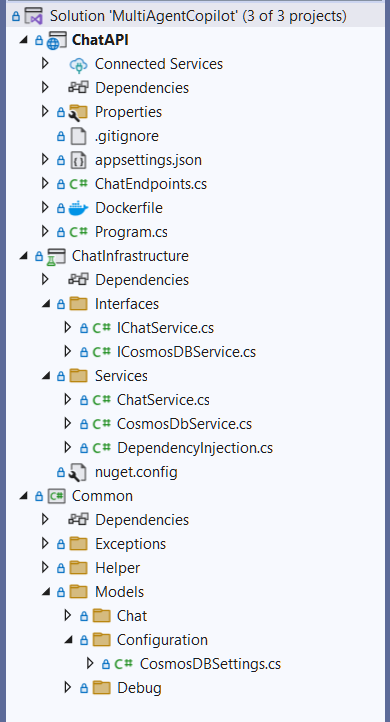 Solution 'MultiAgentCopilot' (3 of 3 projects)
ChatAPI
Connected Services
Dependencies
Properties
.gitignore
appsettings.json
C# ChatEndpoints.cs
Dockerfile
C# Program.cs
ChatInfrastructure
Dependencies
Interfaces
C# IChatService.cs
C# ICosmosDBService.cs
Services
C# ChatService.cs
C# CosmosDbService.cs
C# DependencyInjection.cs
nuget.config
C# Common
Dependencies
Exceptions
Helper
Models
Chat
Configuration
C# CosmosDBSettings.cs
Debug